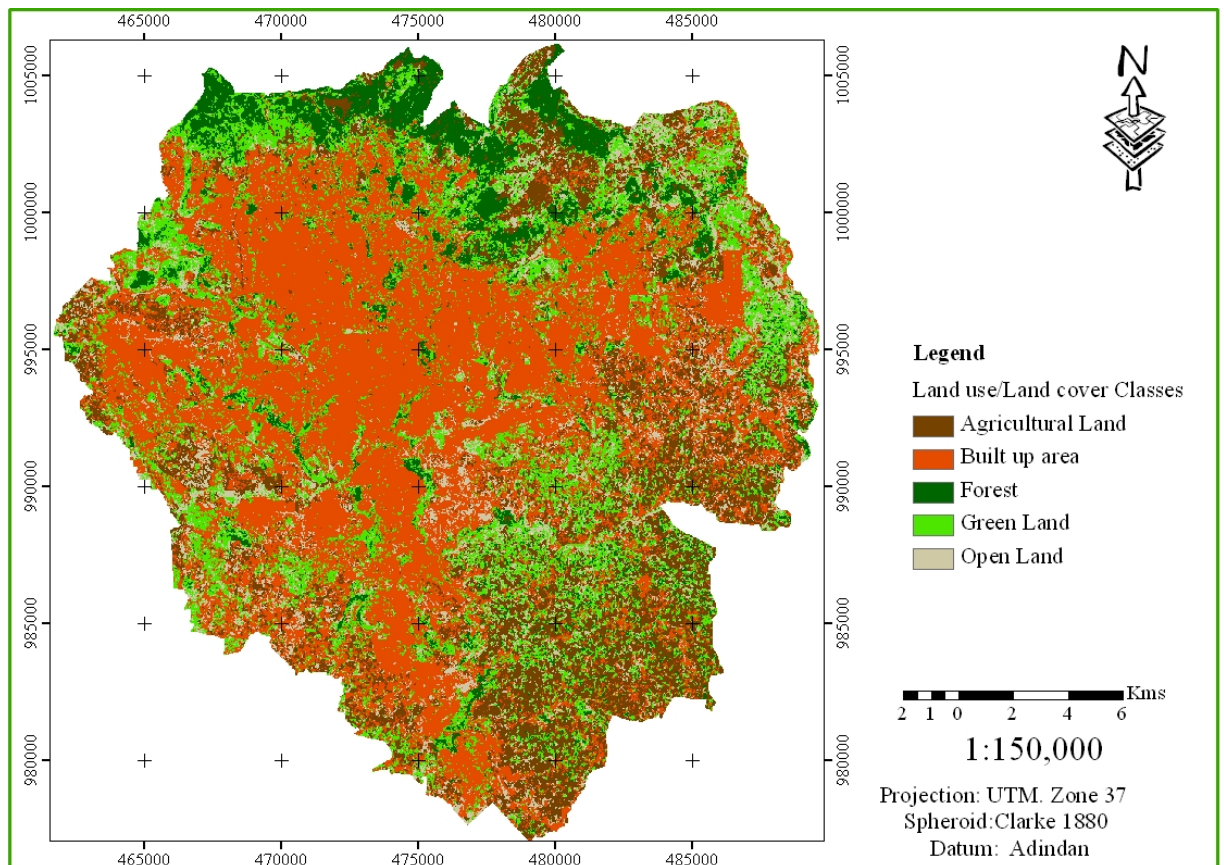 465000 470000 475000 480000 485000
1005000
1000000
995000
990000
985000
980000
1005000
1000000
995000
990000
985000
980000
465000 470000 475000 480000 485000
N
Legend
Land use/Land cover Classes
Agricultural Land
Built up area
Forest
Green Land
Open Land
Kms
2 1 0 2 4 6
1:150,000
Projection: UTM. Zone 37
Spheroid:Clarke 1880
Datum: Adindan